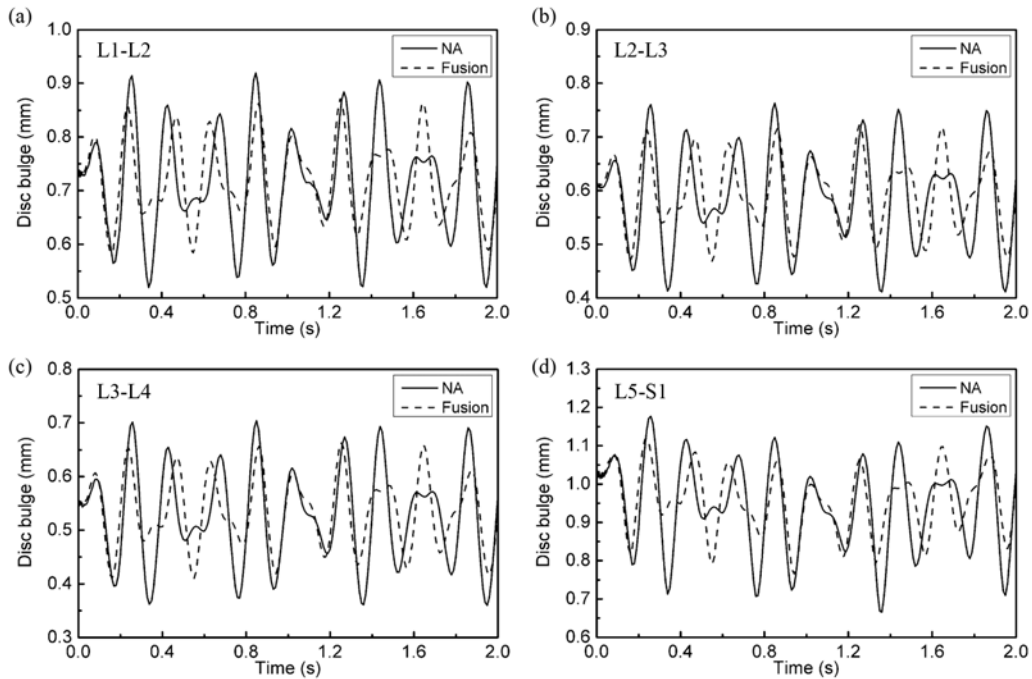 (a)
L1-L2
NA
Fusion
1.0
0.9
0.8
0.7
0.6
0.5
Disc bulge (mm)
0.0 0.4 0.8 1.2 1.6 2.0
Time (s)
(b)
L2-L3
NA
Fusion
0.9
0.8
0.7
0.6
0.5
0.4
Disc bulge (mm)
0.0 0.4 0.8 1.2 1.6 2.0
Time (s)
(c)
L3-L4
NA
Fusion
0.8
0.7
0.6
0.5
0.4
0.3
Disc bulge (mm)
0.0 0.4 0.8 1.2 1.6 2.0
Time (s)
(d)
L5-S1
NA
Fusion
1.3
1.2
1.1
1.0
0.9
0.8
0.7
0.6
Disc bulge (mm)
0.0 0.4 0.8 1.2 1.6 2.0
Time (s)